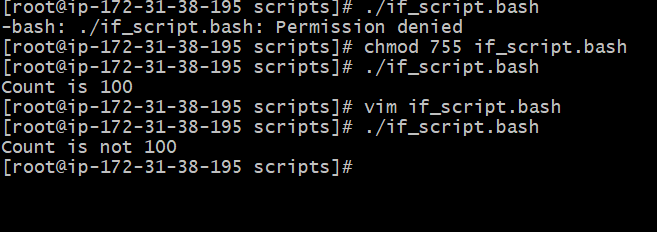 [root@ip-172-31-38-195 scripts]# ./if_script.bash
-bash: ./if_script.bash: Permission denied
[root@ip-172-31-38-195 scripts]# chmod 755 if_script.bash
[root@ip-172-31-38-195 scripts]# ./if_script.bash
Count is 100
[root@ip-172-31-38-195 scripts]# vim if_script.bash
[root@ip-172-31-38-195 scripts]# ./if_script.bash
Count is not 100
[root@ip-172-31-38-195 scripts]#